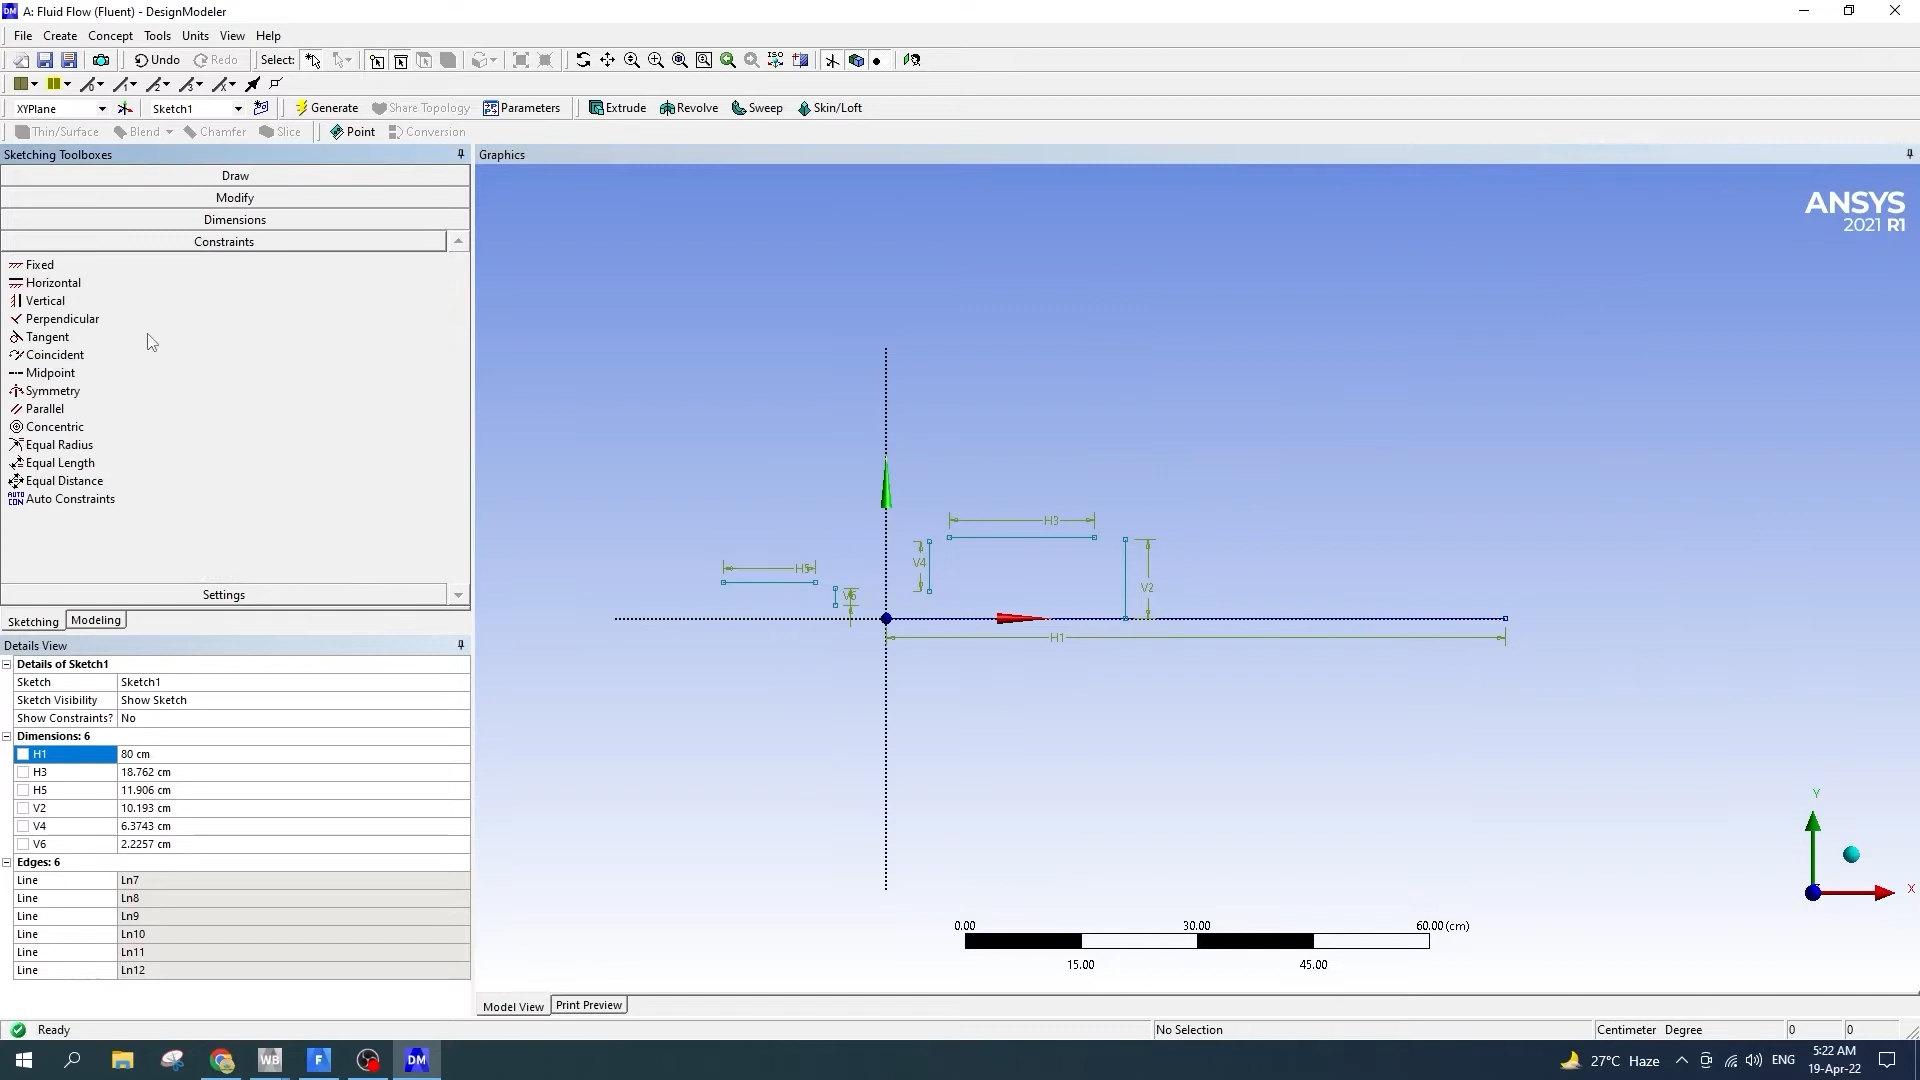 A: Fluid Flow (Fluent) - DesignModeler
File Create Concept Tools Units View Help
Undo Redo Select: ISO
XYPlane Sketch1 Generate Share Topology Parameters Extrude Revolve Sweep Skin/Loft
Thin/Surface Blend Chamfer Slice Point Conversion
Sketching Toolboxes
Draw
Modify
Dimensions
Constraints
Fixed
Horizontal
Vertical
Perpendicular
Tangent
Coincident
Midpoint
Symmetry
Parallel
Concentric
Equal Radius
Equal Length
Equal Distance
AUTO CON Auto Constraints
Settings
Sketching Modeling
Details View
Details of Sketch1
Sketch Sketch1
Sketch Visibility Show Sketch
Show Constraints? No
Dimensions: 6
H1 80 cm
H3 18.762 cm
H5 11.906 cm
V2 10.193 cm
V4 6.3743 cm
V6 2.2257 cm
Edges: 6
Line Ln7
Line Ln8
Line Ln9
Line Ln10
Line Ln11
Line Ln12
Graphics
ANSYS
2021 R1
H3
V4
H5
V2
V6
H1
Y
X
0.00 30.00 60.00 (cm)
15.00 45.00
Model View Print Preview
Ready No Selection Centimeter Degree 0 0
WB F DM 27°C Haze ENG 5:22 AM
19-Apr-22